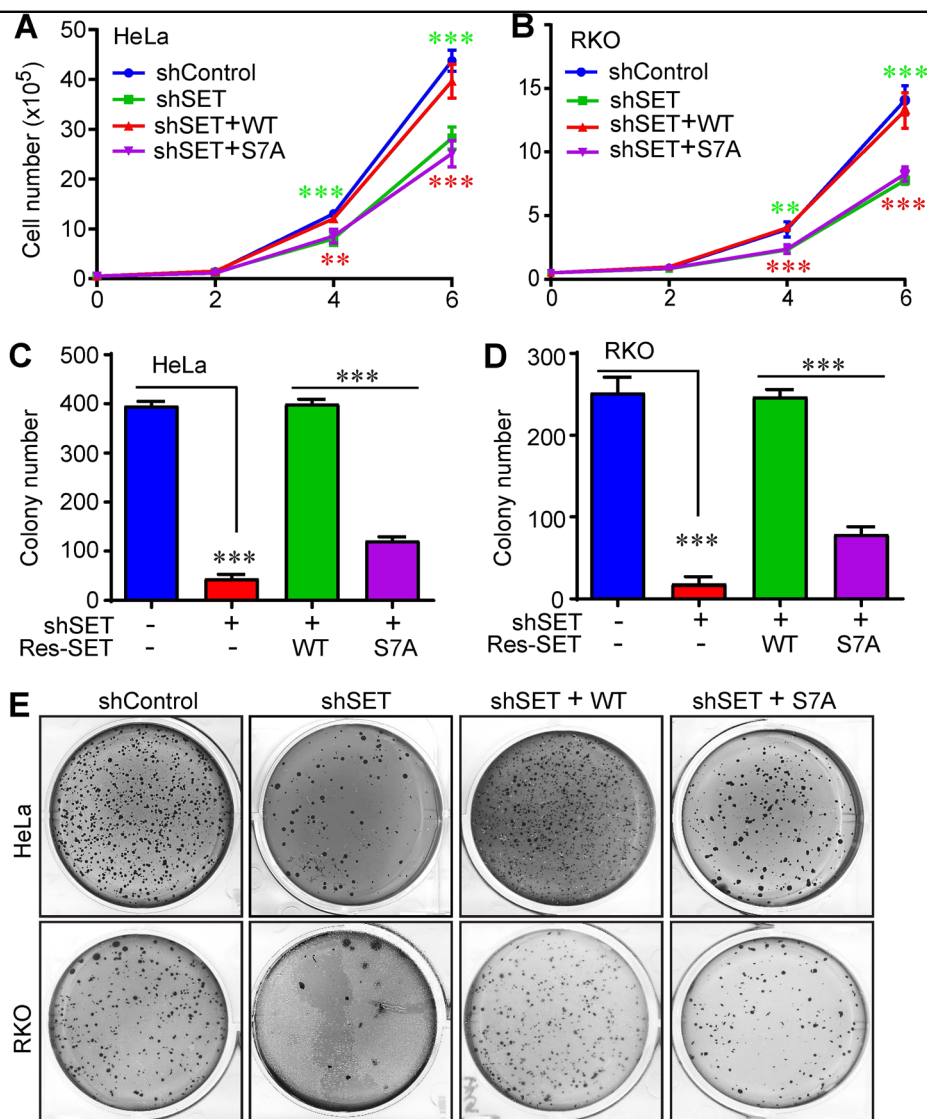 A
HeLa
shControl
shSET
shSET+WT
shSET+S7A
Cell number (x10⁵)
50
40
30
20
10
0
***
***
**
***
0 2 4 6
B
RKO
shControl
shSET
shSET+WT
shSET+S7A
15
10
5
0
***
**
***
***
0 2 4 6
C
HeLa
Colony number
500
400
300
200
100
0
***
***
shSET - + + +
Res-SET - - WT S7A
D
RKO
Colony number
300
200
100
0
***
***
shSET - + + +
Res-SET - - WT S7A
E
shControl shSET shSET + WT shSET + S7A
HeLa
RKO